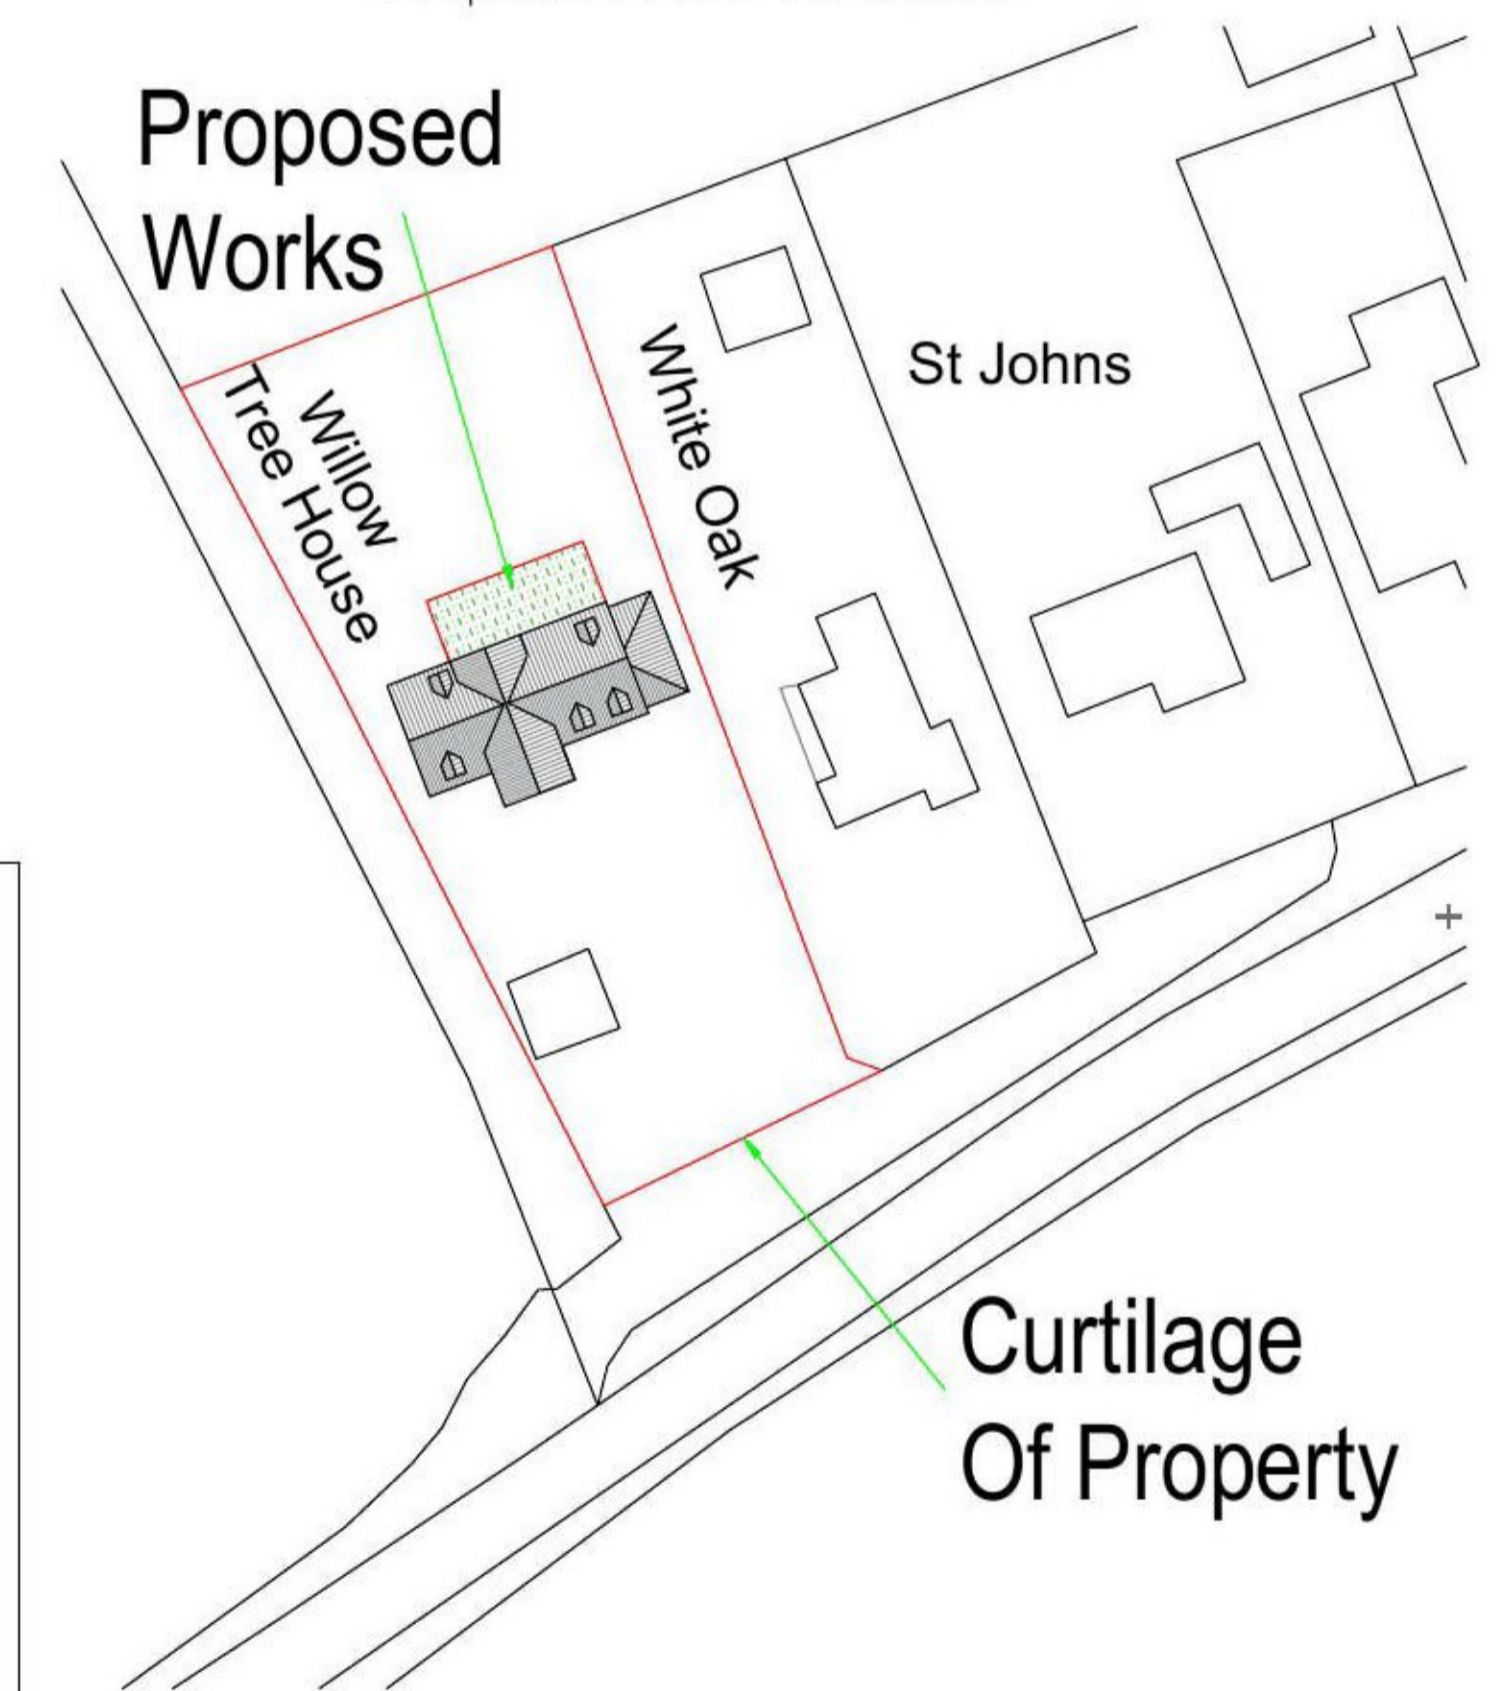 Proposed
Works
Willow
Tree House
White Oak
St Johns
Curtilage
Of Property